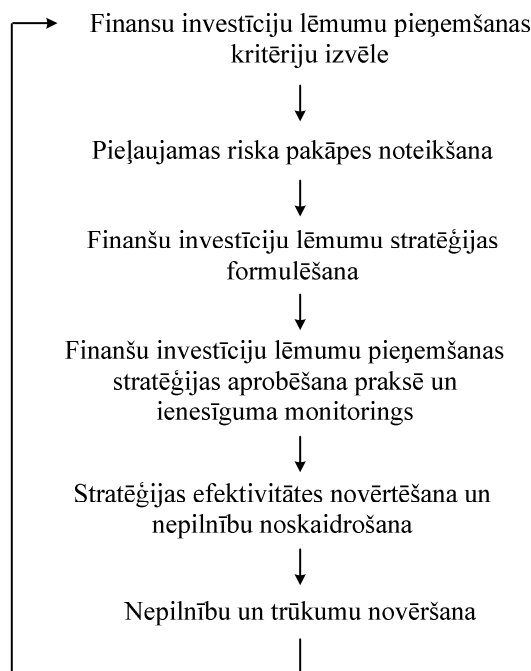 Finansu investīciju lēmumu pieņemšanas
kritēriju izvēle
Pieļaujamas riska pakāpes noteikšana
Finanšu investīciju lēmumu stratēģijas
formulēšana
Finanšu investīciju lēmumu pieņemšanas
stratēģijas aprobēšana praksē un
ienesīguma monitorings
Stratēģijas efektivitātes novērtēšana un
nepilnību noskaidrošana
Nepilnību un trūkumu novēršana